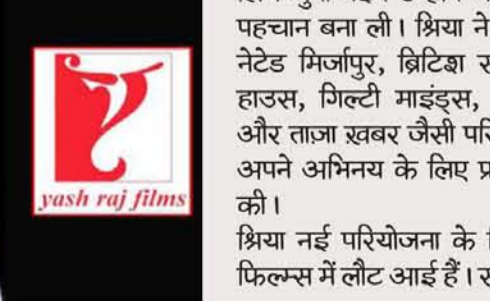 yash raj films
पहचान बना ली। श्रिया ने
नेटेड मिर्जापुर, ब्रिटिश
हाउस, गिल्टी माइंड्स,
और ताज़ा ख़बर जैसी
अपने अभिनय के लिए
की।
श्रिया नई परियोजना के
फिल्म्स में लौट आई हैं।